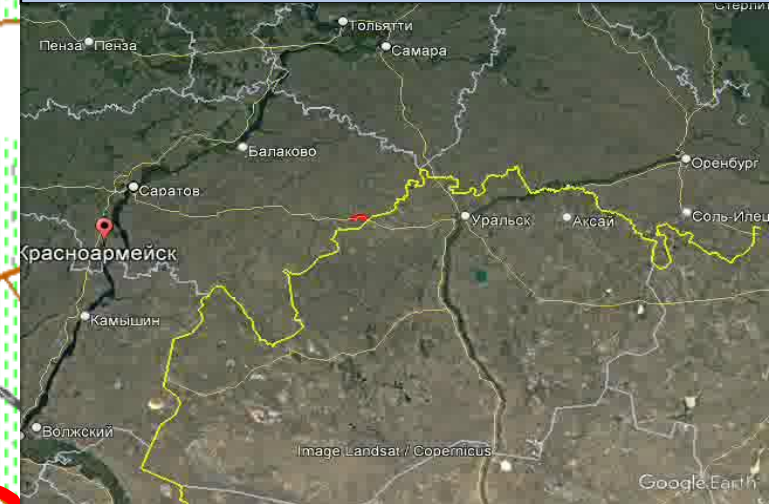 Стерлит
Тольятти
Пенза Пенза
Самара
Балаково
Оренбург
Саратов
Уральск
Аксай
Соль-Илец
Красноармейск
Камышин
Волжский
Image Landsat / Copernicus
Google Earth